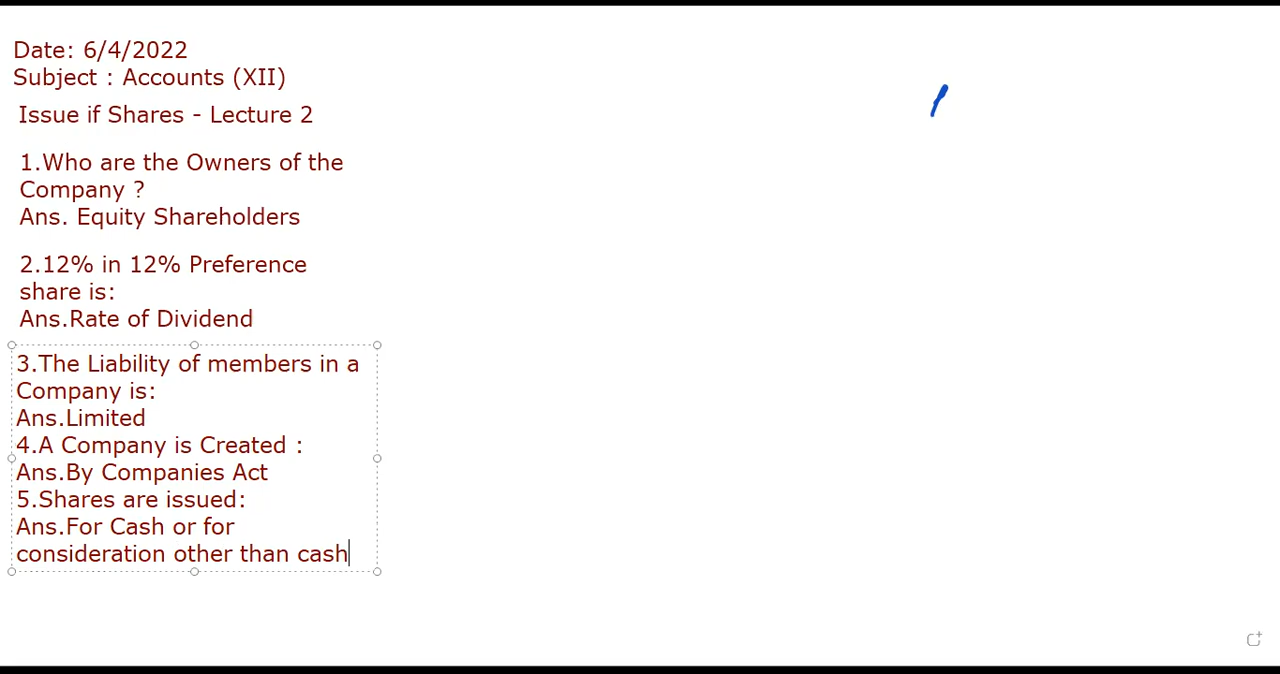 Date: 6/4/2022
Subject : Accounts (XII)
Issue if Shares - Lecture 2
1.Who are the Owners of the
Company ?
Ans. Equity Shareholders
2.12% in 12% Preference
share is:
Ans.Rate of Dividend
3.The Liability of members in a
Company is:
Ans.Limited
4.A Company is Created :
Ans.By Companies Act
5.Shares are issued:
Ans.For Cash or for
consideration other than cash